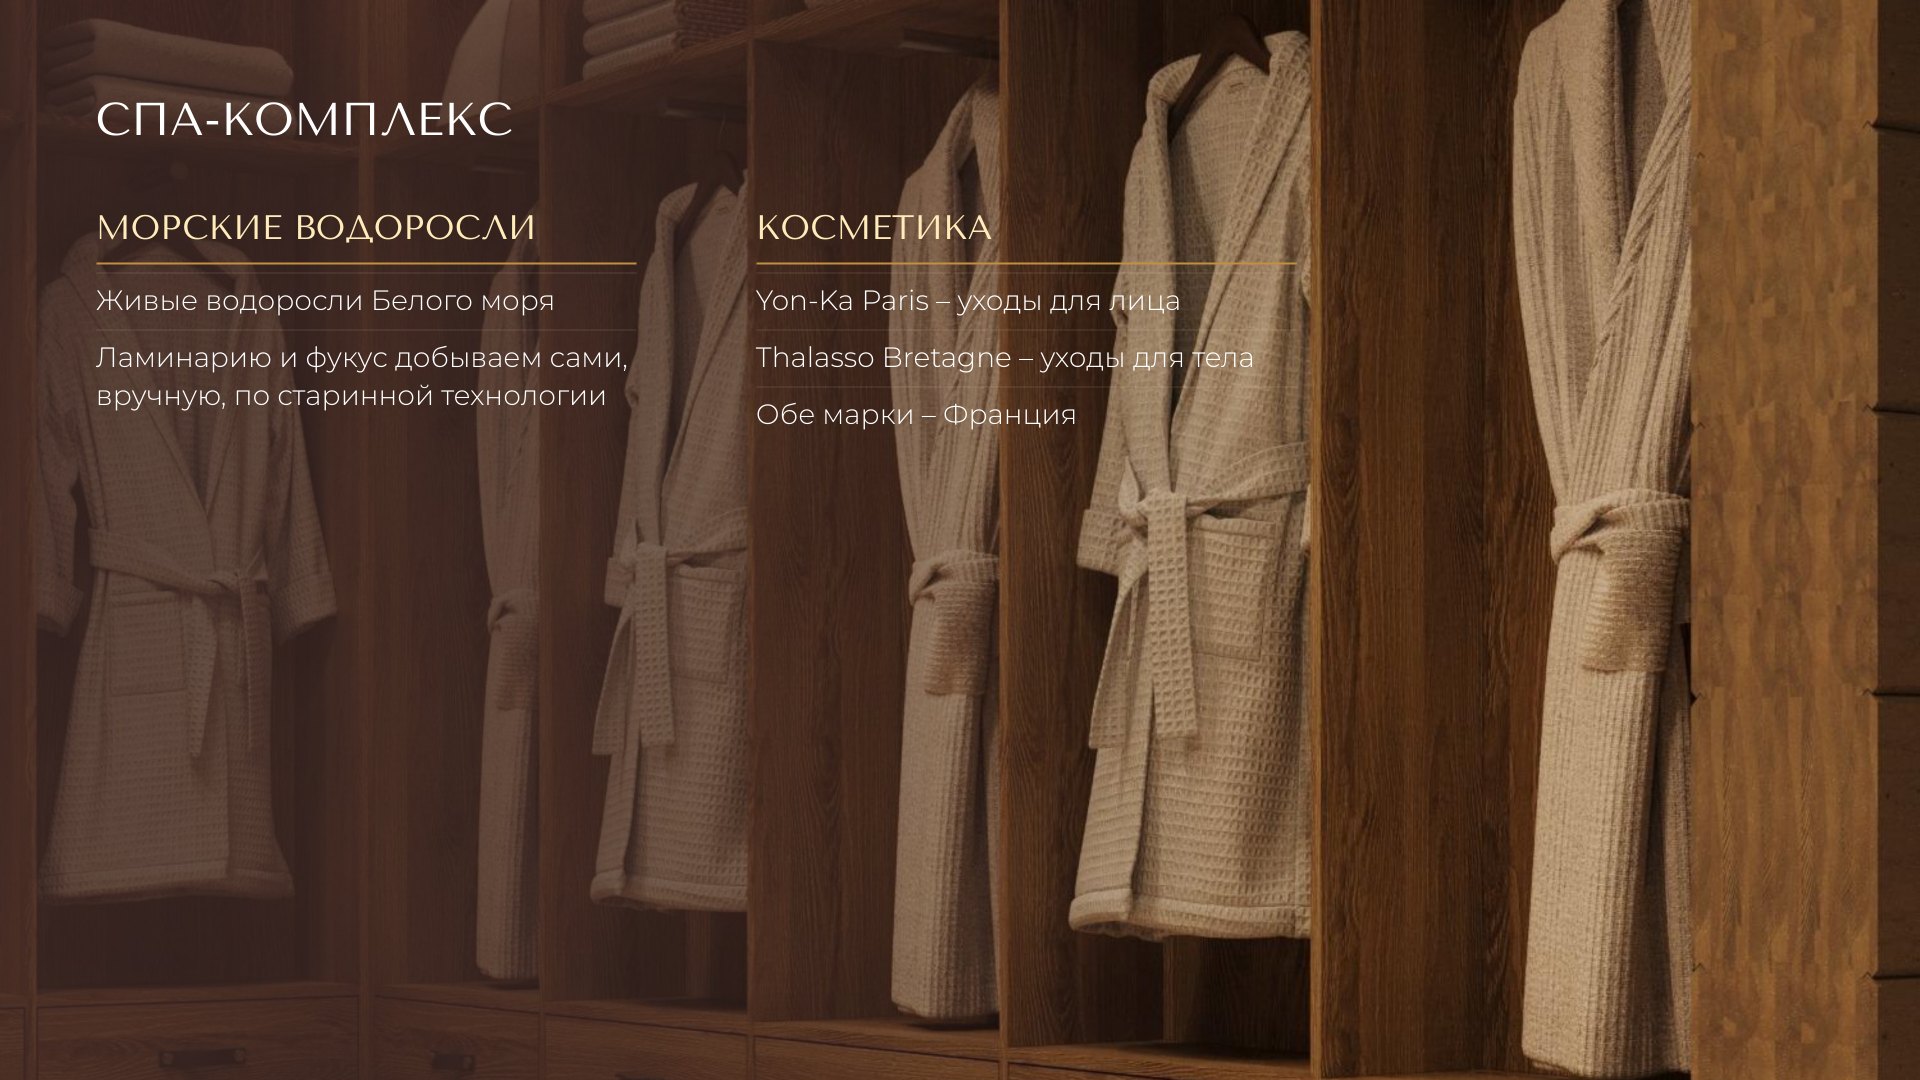 СПА-КОМПЛЕКС
МОРСКИЕ ВОДОРОСЛИ
Живые водоросли Белого моря
Ламинарию и фукус добываем сами,
вручную, по старинной технологии
КОСМЕТИКА
Yon-Ka Paris – уходы для лица
Thalasso Bretagne – уходы для тела
Обе марки – Франция